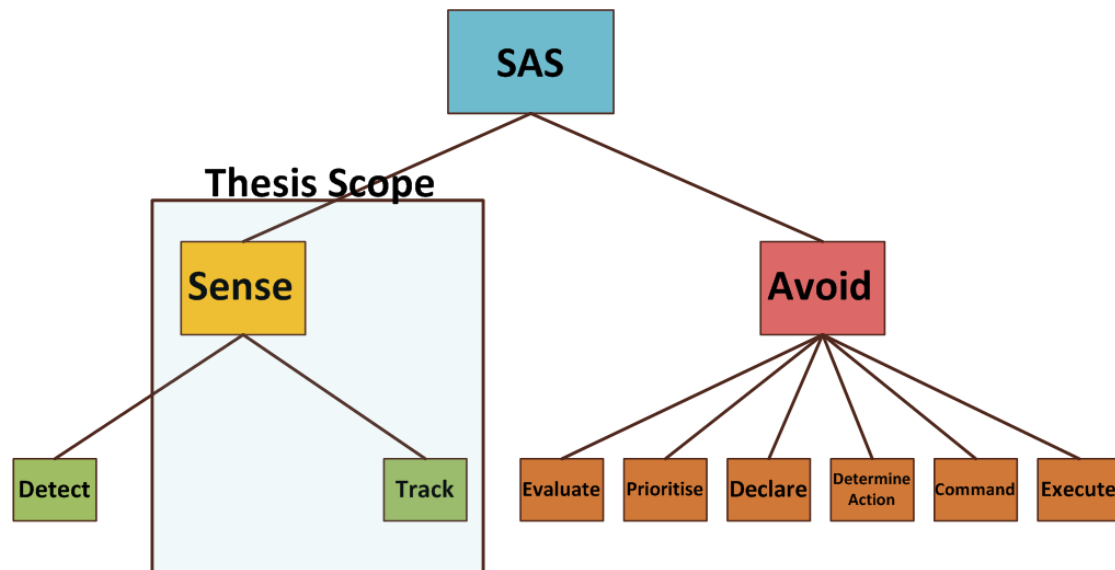 SAS
Thesis Scope
Sense
Avoid
Detect
Track
Evaluate
Prioritise
Declare
Determine
Action
Command
Execute